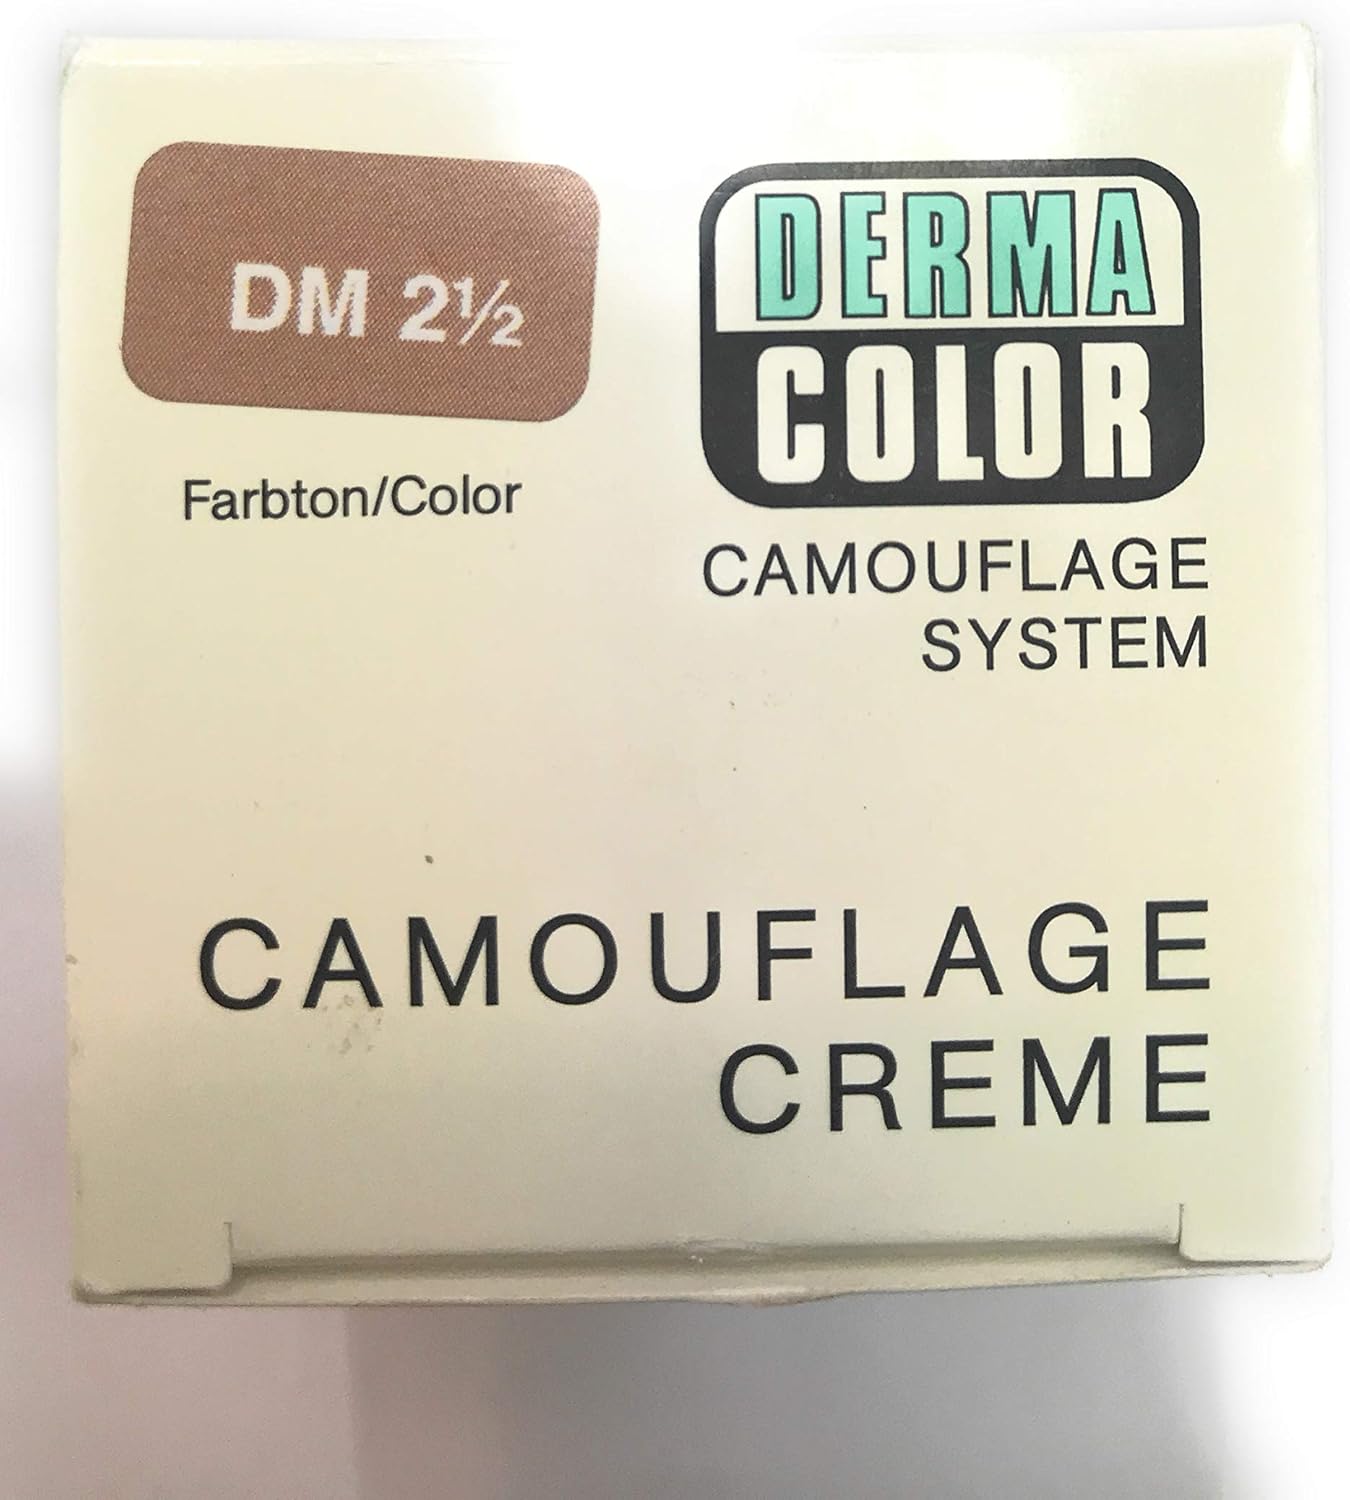 DM 2½
Farbton/Color
DERMA
COLOR
CAMOUFLAGE
SYSTEM
CAMOUFLAGE
CREME